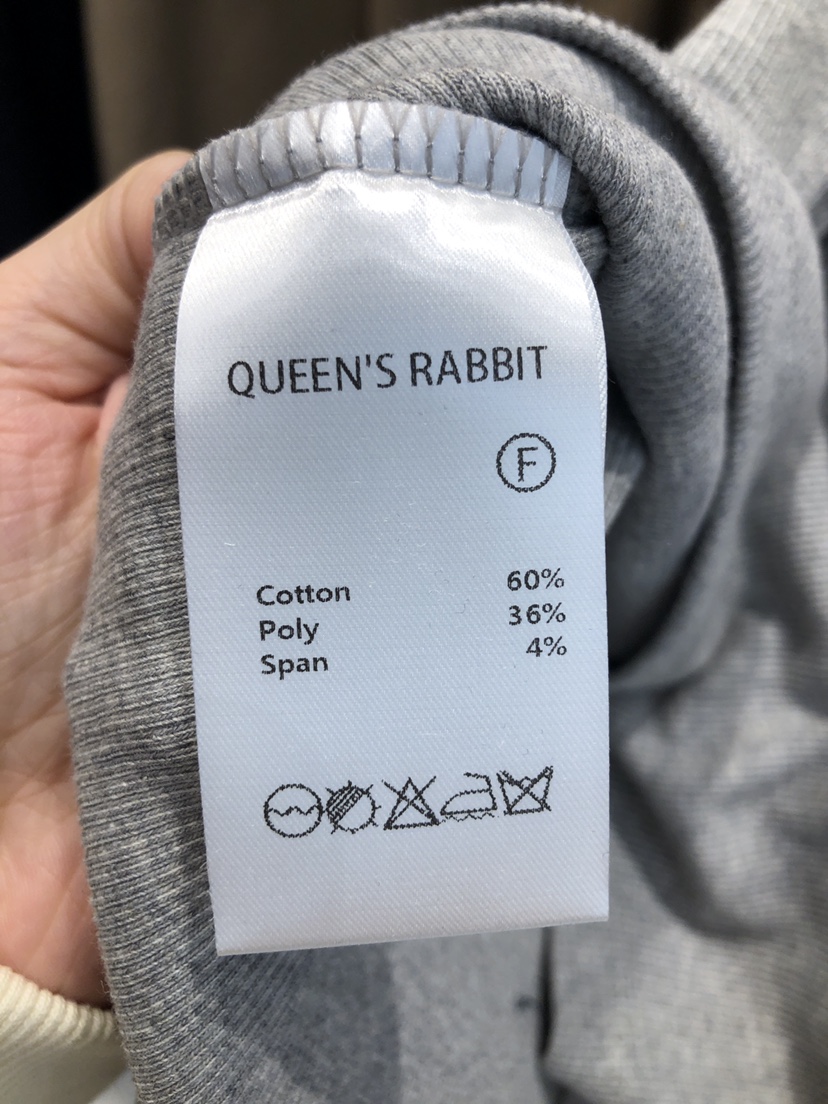 QUEEN'S RABBIT
F
Cotton 60%
Poly 36%
Span 4%